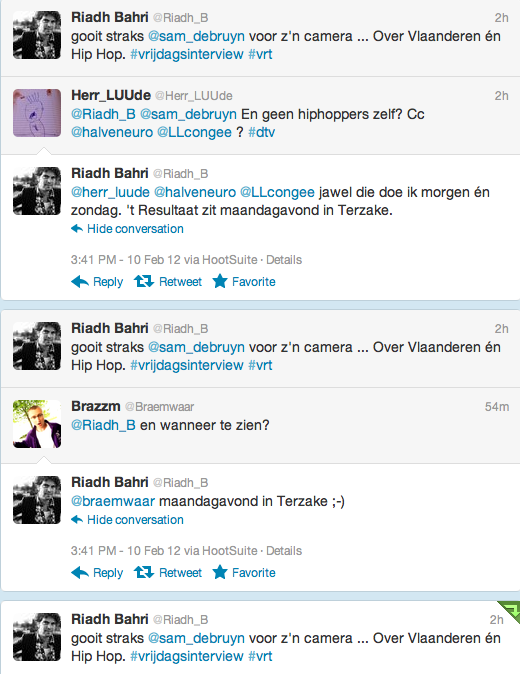 Riadh Bahri @Riadh_B 2h
gooit straks @sam_debruyn voor z'n camera ... Over Vlaanderen én
Hip Hop. #vrijdagsinterview #vrt
Herr_LUUde @Herr_LUUde 2h
@Riadh_B @sam_debruyn En geen hiphoppers zelf? Cc
@halveneuro @LLcongee ? #dtv
Riadh Bahri @Riadh_B
@herr_luude @halveneuro @LLcongee jawel die doe ik morgen én
zondag. 't Resultaat zit maandagavond in Terzake.
Hide conversation
3:41 PM - 10 Feb 12 via HootSuite · Details
Reply Retweet Favorite
Riadh Bahri @Riadh_B 2h
gooit straks @sam_debruyn voor z'n camera ... Over Vlaanderen én
Hip Hop. #vrijdagsinterview #vrt
Brazzm @Braemwaar 54m
@Riadh_B en wanneer te zien?
Riadh Bahri @Riadh_B
@braemwaar maandagavond in Terzake ;-)
Hide conversation
3:41 PM - 10 Feb 12 via HootSuite · Details
Reply Retweet Favorite
Riadh Bahri @Riadh_B 2h
gooit straks @sam_debruyn voor z'n camera ... Over Vlaanderen én
Hip Hop. #vrijdagsinterview #vrt